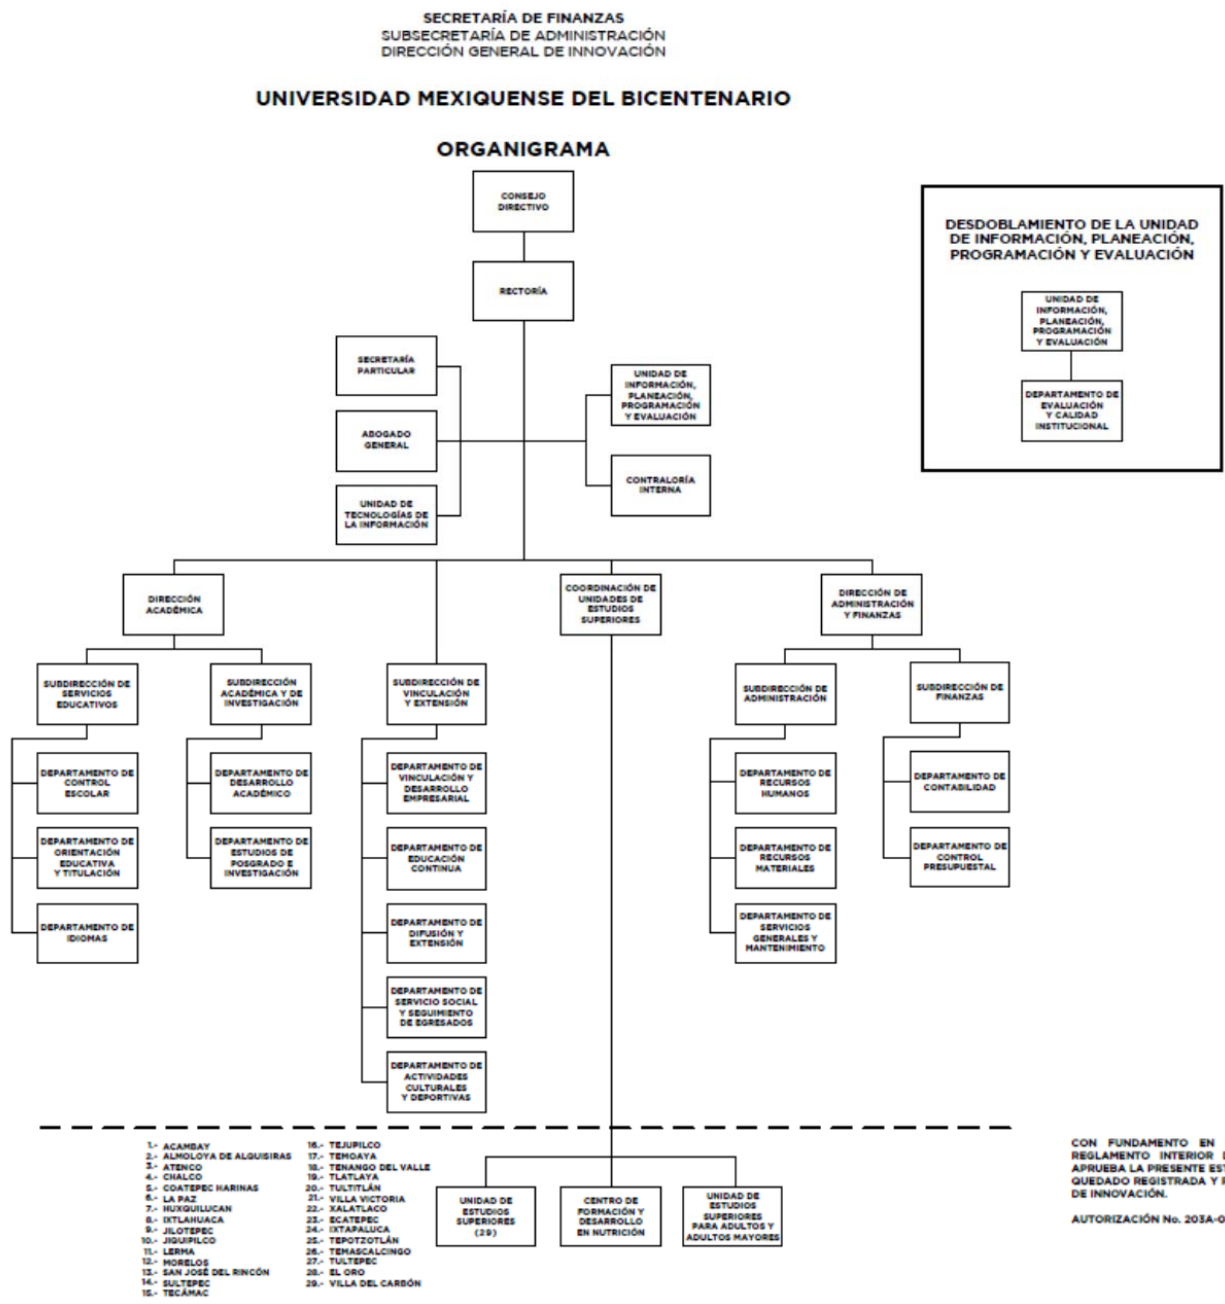 SECRETARÍA DE FINANZAS
SUBSECRETARÍA DE ADMINISTRACIÓN
DIRECCIÓN GENERAL DE INNOVACIÓN
UNIVERSIDAD MEXIQUENSE DEL BICENTENARIO
ORGANIGRAMA
CONSEJO
DIRECTIVO
RECTORÍA
DESDOBLAMIENTO DE LA UNIDAD
DE INFORMACIÓN, PLANEACIÓN,
PROGRAMACIÓN Y EVALUACIÓN
UNIDAD DE
INFORMACIÓN,
PLANEACIÓN,
PROGRAMACIÓN
Y EVALUACIÓN
DEPARTAMENTO DE
EVALUACIÓN
Y CALIDAD
INSTITUCIONAL
SECRETARÍA
PARTICULAR
ABOGADO
GENERAL
UNIDAD DE
TECNOLOGÍAS DE
LA INFORMACIÓN
UNIDAD DE
INFORMACIÓN,
PLANEACIÓN,
PROGRAMACIÓN
Y EVALUACIÓN
CONTRALORÍA
INTERNA
DIRECCIÓN
ACADÉMICA
COORDINACIÓN DE
UNIDADES DE
ESTUDIOS
SUPERIORES
DIRECCIÓN DE
ADMINISTRACIÓN
Y FINANZAS
SUBDIRECCIÓN DE
SERVICIOS
EDUCATIVOS
SUBDIRECCIÓN
ACADÉMICA Y DE
INVESTIGACIÓN
SUBDIRECCIÓN DE
VINCULACIÓN
Y EXTENSIÓN
SUBDIRECCIÓN DE
ADMINISTRACIÓN
SUBDIRECCIÓN DE
FINANZAS
DEPARTAMENTO DE
CONTROL
ESCOLAR
DEPARTAMENTO DE
ORIENTACIÓN
EDUCATIVA
Y TITULACIÓN
DEPARTAMENTO DE
IDIOMAS
DEPARTAMENTO DE
DESARROLLO
ACADÉMICO
DEPARTAMENTO DE
ESTUDIOS DE
POSGRADO E
INVESTIGACIÓN
DEPARTAMENTO DE
VINCULACIÓN Y
DESARROLLO
EMPRESARIAL
DEPARTAMENTO DE
EDUCACIÓN
CONTINUA
DEPARTAMENTO DE
DIFUSIÓN Y
EXTENSIÓN
DEPARTAMENTO DE
SERVICIO SOCIAL
Y SEGUIMIENTO
DE EGRESADOS
DEPARTAMENTO DE
ACTIVIDADES
CULTURALES
Y DEPORTIVAS
DEPARTAMENTO DE
RECURSOS
HUMANOS
DEPARTAMENTO DE
RECURSOS
MATERIALES
DEPARTAMENTO DE
SERVICIOS
GENERALES Y
MANTENIMIENTO
DEPARTAMENTO DE
CONTABILIDAD
DEPARTAMENTO DE
CONTROL
PRESUPUESTAL
1.- ACAMBAY
2.- ALMOLOYA DE ALQUISIRAS
3.- ATENCO
4.- CHALCO
5.- COATEPEC HARINAS
6.- LA PAZ
7.- HUXQUILUCAN
8.- IXTLAHUACA
9.- JILOTEPEC
10.- JIQUIPILCO
11.- LERMA
12.- MORELOS
13.- SAN JOSÉ DEL RINCÓN
14.- SULTEPEC
15.- TECÁMAC
16.- TEJUPILCO
17.- TEMOAYA
18.- TENANGO DEL VALLE
19.- TLATLAYA
20.- TULTITLÁN
21.- VILLA VICTORIA
22.- XALATLACO
23.- ECATEPEC
24.- IXTAPALUCA
25.- TEPOTZOTLÁN
26.- TEMASCALCINGO
27.- TULTEPEC
28.- EL ORO
29.- VILLA DEL CARBÓN
UNIDAD DE
ESTUDIOS
SUPERIORES
(29)
CENTRO DE
FORMACIÓN Y
DESARROLLO
EN NUTRICIÓN
UNIDAD DE
ESTUDIOS
SUPERIORES
PARA ADULTOS Y
ADULTOS MAYORES
CON FUNDAMENTO EN
REGLAMENTO INTERIOR
APRUEBA LA PRESENTE
QUEDADO REGISTRADA Y
DE INNOVACIÓN.
AUTORIZACIÓN No. 203A-0